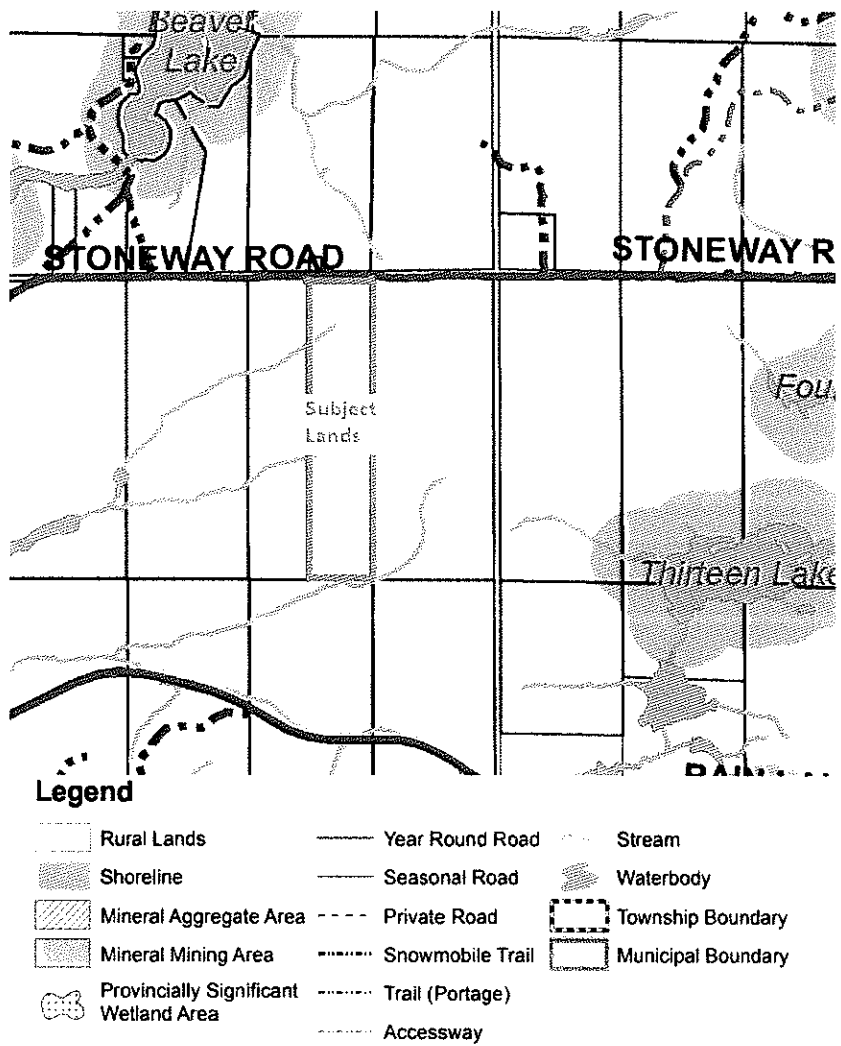 Beaver
Lake
STONEWAY ROAD
STONEWAY R
Subject
Lands
Fou
Thirteen Lake
Legend
Rural Lands
Shoreline
Mineral Aggregate Area
Mineral Mining Area
Provincially Significant
Wetland Area
Year Round Road
Seasonal Road
Private Road
Snowmobile Trail
Trail (Portage)
Accessway
Stream
Waterbody
Township Boundary
Municipal Boundary